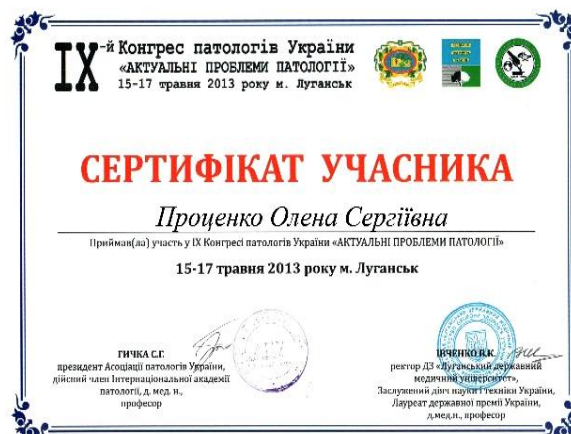 IX-й Конгрес патологів України
«АКТУАЛЬНІ ПРОБЛЕМИ ПАТОЛОГІЇ»
15-17 травня 2013 року м. Луганськ
СЕРТИФІКАТ УЧАСНИКА
Проценко Олена Сергіївна
Приймав(ла) участь у IX Конгресі патологів України «АКТУАЛЬНІ ПРОБЛЕМИ ПАТОЛОГІЇ»
15-17 травня 2013 року м. Луганськ
ГИЧКА С.Г.
президент Асоціації патологів України,
дійсний член Інтернаціональної академії
патології, д. мед. н.,
професор
ІВЧЕНКО В.К.
ректор ДЗ «Луганський державний
медичний університет»,
Заслужений діяч науки і техніки України,
Лауреат державної премії України,
д.мед.н., професор